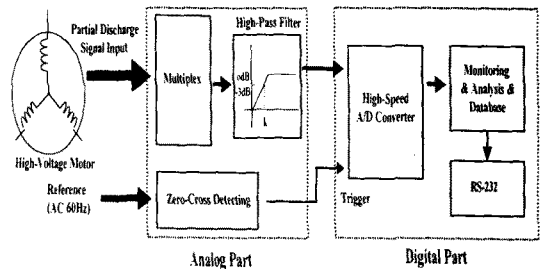 Partial Discharge
Signal Input
High-Voltage Motor
Reference
(AC 60Hz)
Multiplex
High-Pass Filter
0dB
-3dB
Zero-Cross Detecting
Analog Part
High-Speed
A/D Converter
Trigger
Monitoring
& Analysis &
Database
RS-232
Digital Part